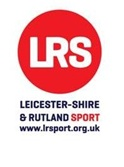 LRS
LEICESTER-SHIRE
& RUTLAND SPORT
www.lrsport.org.uk